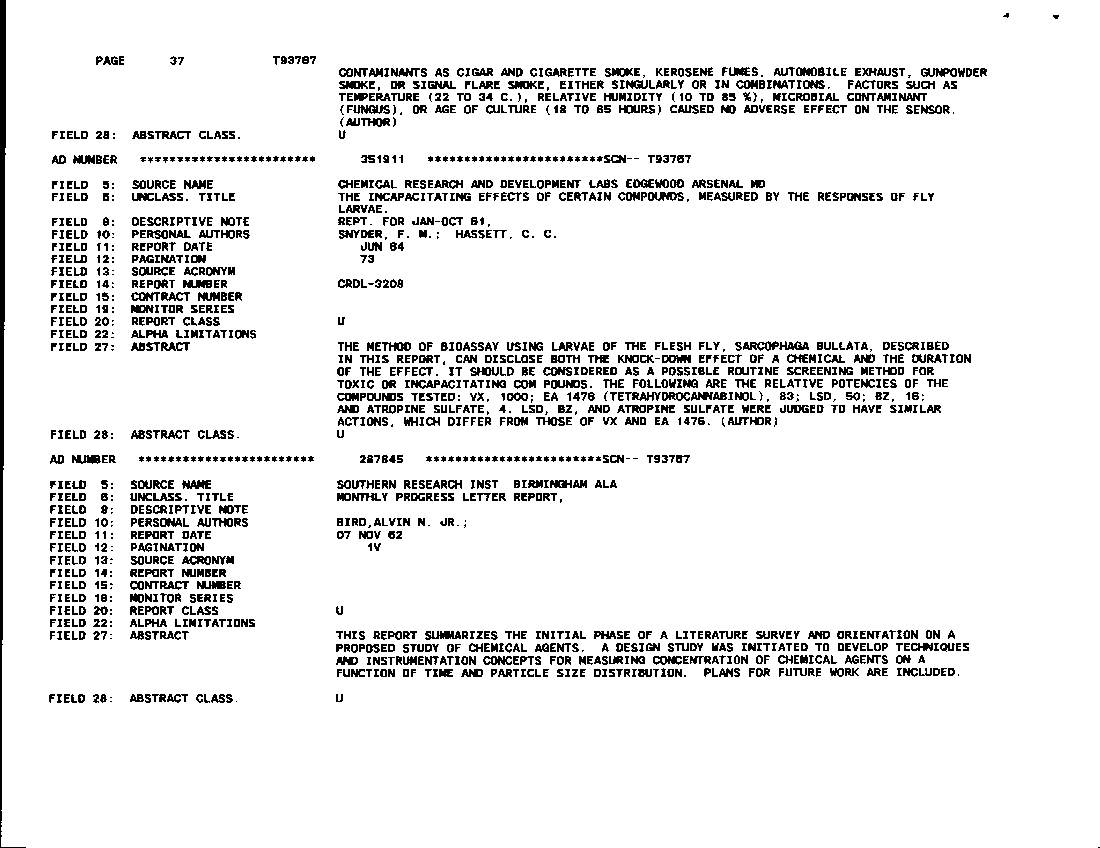 PAGE 37 T93767
CONTAMINANTS AS CIGAR AND CIGARETTE SMOKE, KEROSENE FUMES, AUTOMOBILE EXHAUST, GUNPOWDER
SMOKE, OR SIGNAL FLARE SMOKE, EITHER SINGULARLY OR IN COMBINATIONS. FACTORS SUCH AS
TEMPERATURE (22 TO 34 C.), RELATIVE HUMIDITY (10 TO 85 %), MICROBIAL CONTAMINANT
(FUNGUS), OR AGE OF CULTURE (18 TO 65 HOURS) CAUSED NO ADVERSE EFFECT ON THE SENSOR.
(AUTHOR)
FIELD 28: ABSTRACT CLASS. U
AD NUMBER ************************ 351911 ************************SCN-- T93767
FIELD 5: SOURCE NAME CHEMICAL RESEARCH AND DEVELOPMENT LABS EDGEWOOD ARSENAL MD
FIELD 6: UNCLASS. TITLE THE INCAPACITATING EFFECTS OF CERTAIN COMPOUNDS, MEASURED BY THE RESPONSES OF FLY
LARVAE.
FIELD 9: DESCRIPTIVE NOTE REPT. FOR JAN-OCT 61,
FIELD 10: PERSONAL AUTHORS SNYDER, F. M.; HASSETT, C. C.
FIELD 11: REPORT DATE JUN 64
FIELD 12: PAGINATION 73
FIELD 13: SOURCE ACRONYM
FIELD 14: REPORT NUMBER CRDL-3208
FIELD 15: CONTRACT NUMBER
FIELD 19: MONITOR SERIES
FIELD 20: REPORT CLASS U
FIELD 22: ALPHA LIMITATIONS
FIELD 27: ABSTRACT THE METHOD OF BIOASSAY USING LARVAE OF THE FLESH FLY, SARCOPHAGA BULLATA, DESCRIBED
IN THIS REPORT, CAN DISCLOSE BOTH THE KNOCK-DOWN EFFECT OF A CHEMICAL AND THE DURATION
OF THE EFFECT. IT SHOULD BE CONSIDERED AS A POSSIBLE ROUTINE SCREENING METHOD FOR
TOXIC OR INCAPACITATING COM POUNDS. THE FOLLOWING ARE THE RELATIVE POTENCIES OF THE
COMPOUNDS TESTED: VX, 1000; EA 1476 (TETRAHYDROCANNABINOL), 83; LSD, 50; BZ, 16;
AND ATROPINE SULFATE, 4. LSD, BZ, AND ATROPINE SULFATE WERE JUDGED TO HAVE SIMILAR
ACTIONS, WHICH DIFFER FROM THOSE OF VX AND EA 1476. (AUTHOR)
FIELD 28: ABSTRACT CLASS. U
AD NUMBER ************************ 287845 ************************SCN-- T93767
FIELD 5: SOURCE NAME SOUTHERN RESEARCH INST BIRMINGHAM ALA
FIELD 6: UNCLASS. TITLE MONTHLY PROGRESS LETTER REPORT,
FIELD 9: DESCRIPTIVE NOTE
FIELD 10: PERSONAL AUTHORS BIRD,ALVIN N. JR.;
FIELD 11: REPORT DATE 07 NOV 62
FIELD 12: PAGINATION 1V
FIELD 13: SOURCE ACRONYM
FIELD 14: REPORT NUMBER
FIELD 15: CONTRACT NUMBER
FIELD 18: MONITOR SERIES
FIELD 20: REPORT CLASS U
FIELD 22: ALPHA LIMITATIONS
FIELD 27: ABSTRACT THIS REPORT SUMMARIZES THE INITIAL PHASE OF A LITERATURE SURVEY AND ORIENTATION ON A
PROPOSED STUDY OF CHEMICAL AGENTS. A DESIGN STUDY WAS INITIATED TO DEVELOP TECHNIQUES
AND INSTRUMENTATION CONCEPTS FOR MEASURING CONCENTRATION OF CHEMICAL AGENTS ON A
FUNCTION OF TIME AND PARTICLE SIZE DISTRIBUTION. PLANS FOR FUTURE WORK ARE INCLUDED.
FIELD 28: ABSTRACT CLASS. U